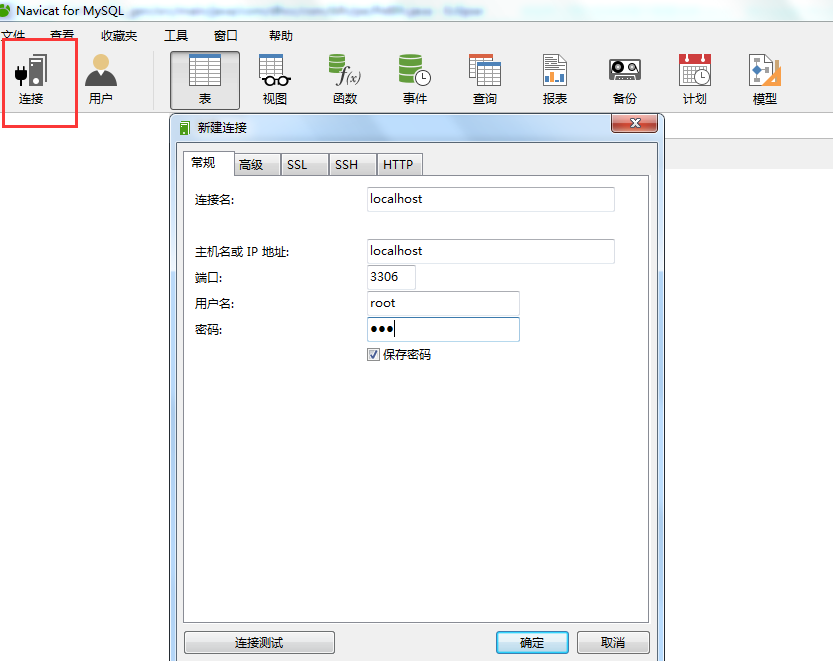 Navicat for MySQL
文件 查看 收藏夹 工具 窗口 帮助
连接 用户 表 视图 函数 事件 查询 报表 备份 计划 模型
新建连接
常规 高级 SSL SSH HTTP
连接名: localhost
主机名或 IP 地址: localhost
端口: 3306
用户名: root
密码: ●●●
保存密码
连接测试 确定 取消